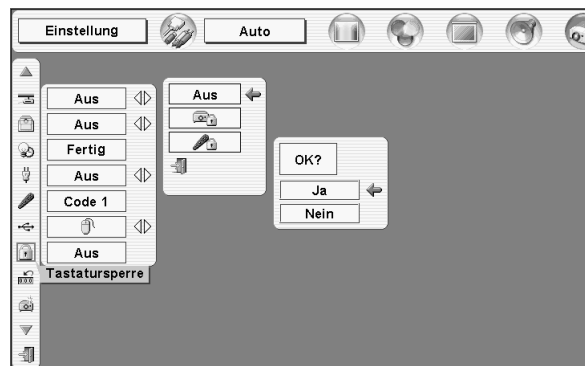 Einstellung
Auto
Aus
Aus
Fertig
Aus
Code 1
Aus
Tastatursperre
Aus
OK?
Ja
Nein